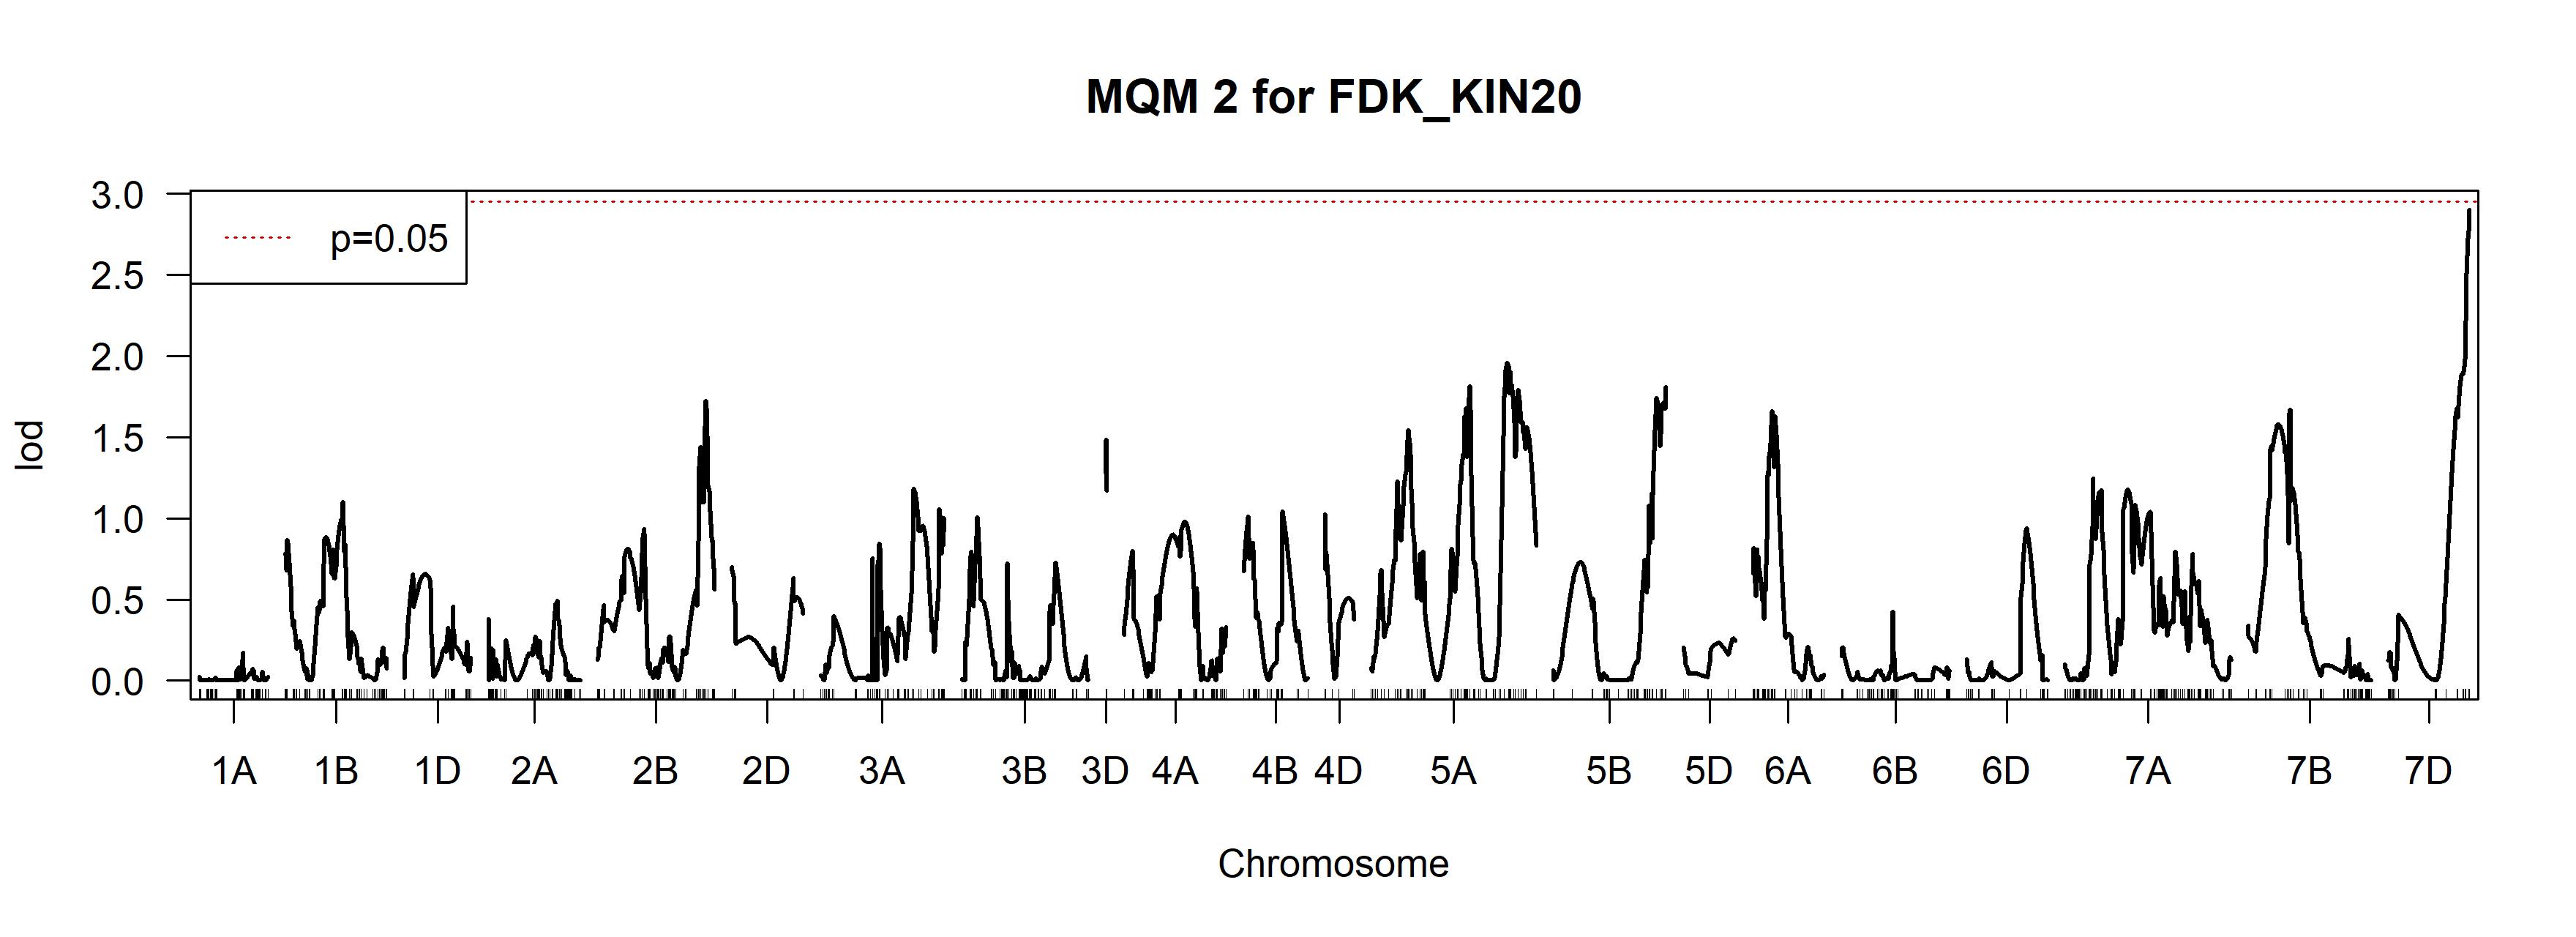 MQM 2 for FDK_KIN20
3.0
2.5
2.0
1.5
1.0
0.5
0.0
lod
p=0.05
1A 1B 1D 2A 2B 2D 3A 3B 3D 4A 4B 4D 5A 5B 5D 6A 6B 6D 7A 7B 7D
Chromosome